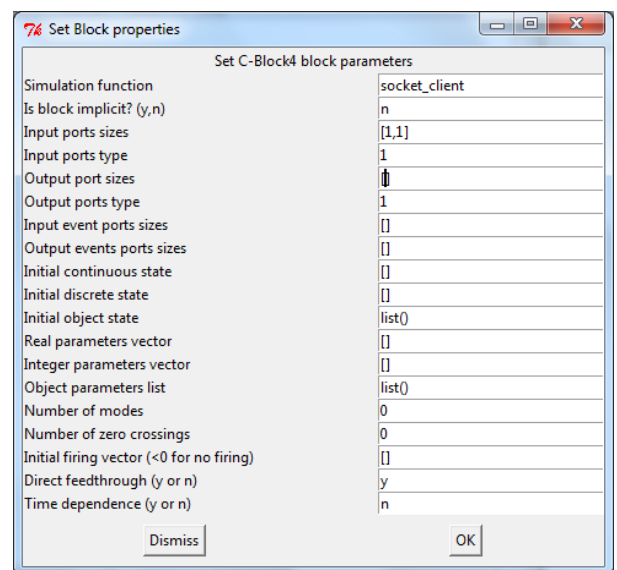 Set Block properties
Set C-Block4 block parameters
Simulation function socket_client
Is block implicit? (y,n) n
Input ports sizes [1,1]
Input ports type 1
Output port sizes []
Output ports type 1
Input event ports sizes []
Output events ports sizes []
Initial continuous state []
Initial discrete state []
Initial object state list()
Real parameters vector []
Integer parameters vector []
Object parameters list list()
Number of modes 0
Number of zero crossings 0
Initial firing vector (<0 for no firing) []
Direct feedthrough (y or n) y
Time dependence (y or n) n
Dismiss OK